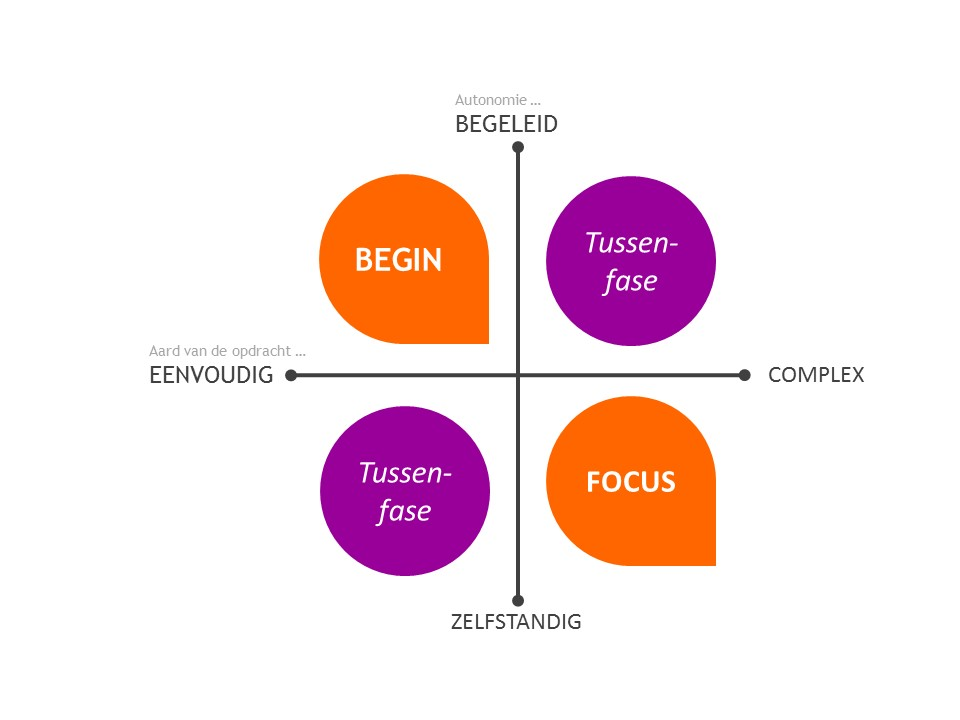 Autonomie ...
BEGELEID
BEGIN
Tussen-
fase
Aard van de opdracht ...
EENVOUDIG
COMPLEX
Tussen-
fase
FOCUS
ZELFSTANDIG